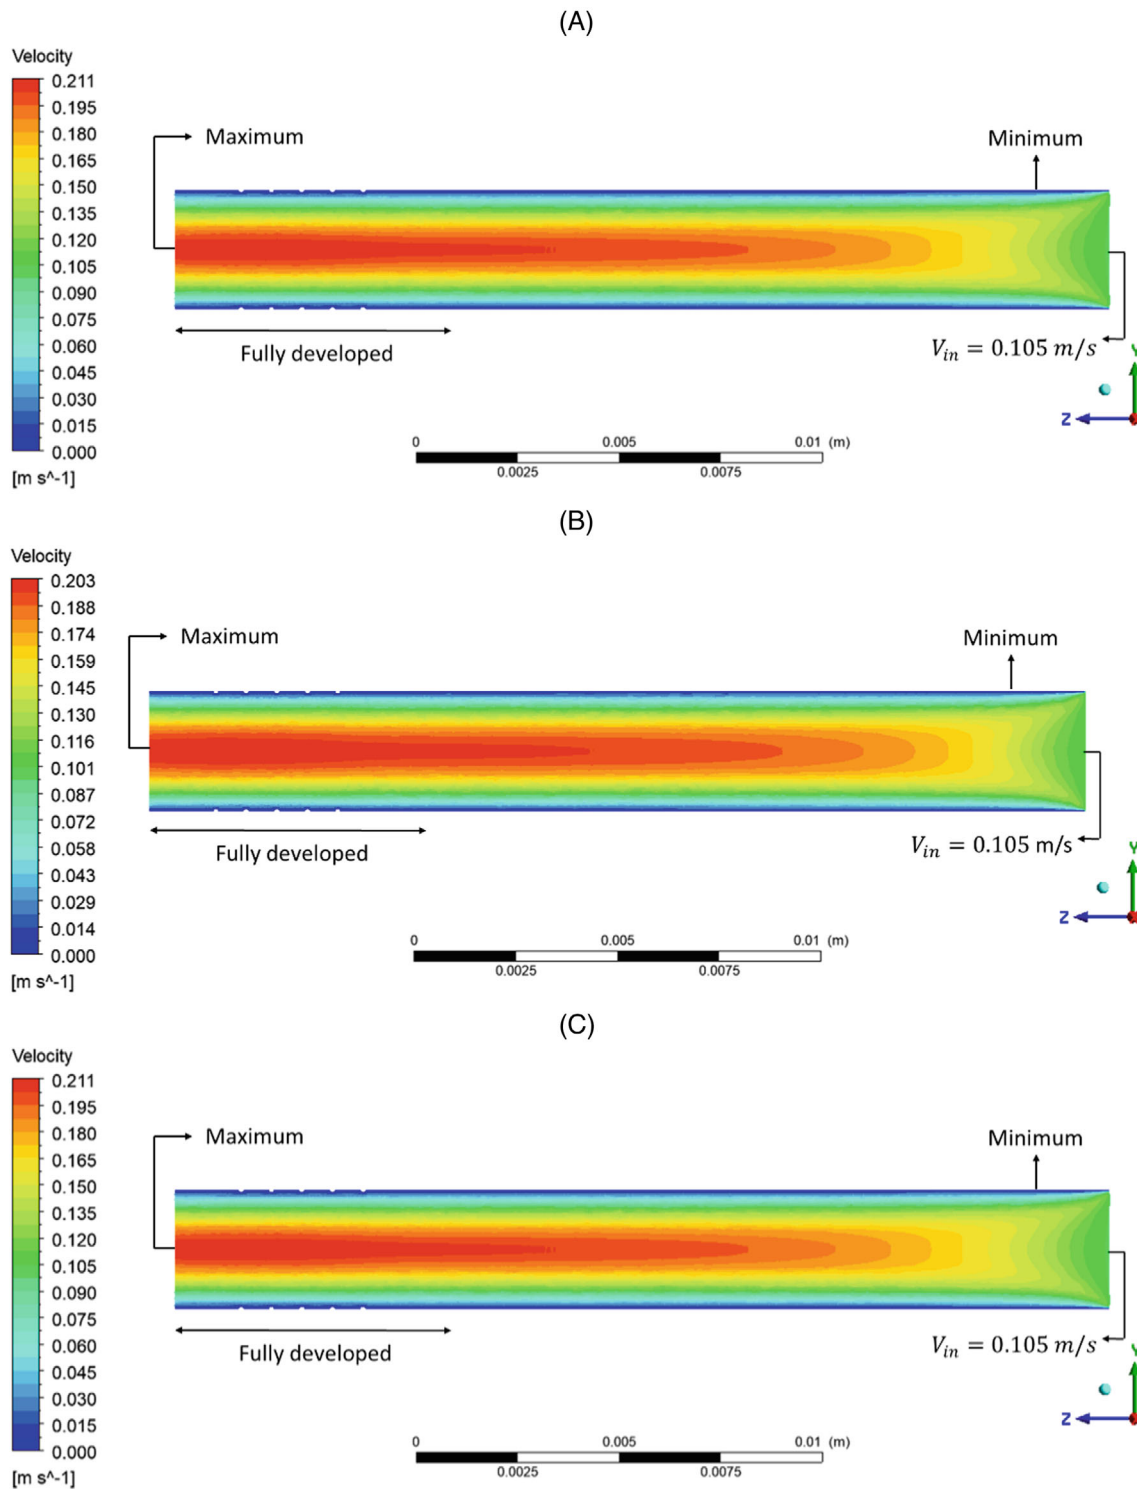 (A)
Velocity
0.211
0.195
0.180
0.165
0.150
0.135
0.120
0.105
0.090
0.075
0.060
0.045
0.030
0.015
0.000
[m s^-1]
Maximum
Minimum
Fully developed
V_in = 0.105 m/s
Y
Z
0 0.005 0.01 (m)
0.0025 0.0075
(B)
Velocity
0.203
0.188
0.174
0.159
0.145
0.130
0.116
0.101
0.087
0.072
0.058
0.043
0.029
0.014
0.000
[m s^-1]
Maximum
Minimum
Fully developed
V_in = 0.105 m/s
Y
Z
0 0.005 0.01 (m)
0.0025 0.0075
(C)
Velocity
0.211
0.195
0.180
0.165
0.150
0.135
0.120
0.105
0.090
0.075
0.060
0.045
0.030
0.015
0.000
[m s^-1]
Maximum
Minimum
Fully developed
V_in = 0.105 m/s
Y
Z
0 0.005 0.01 (m)
0.0025 0.0075